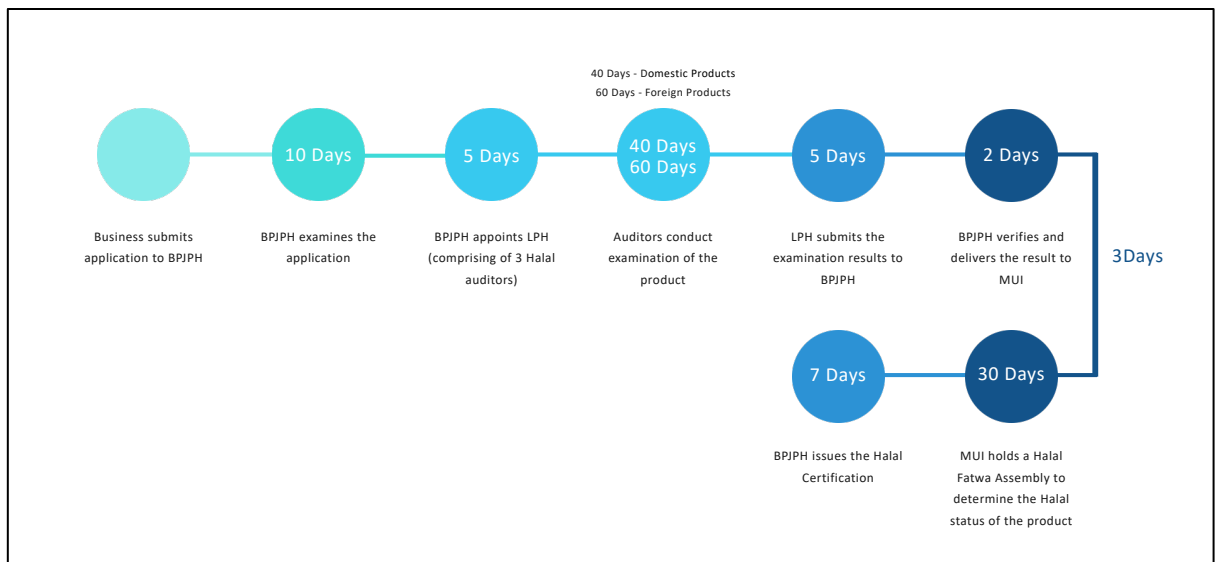 40 Days - Domestic Products
60 Days - Foreign Products
10 Days
5 Days
40 Days
60 Days
5 Days
2 Days
Business submits
application to BPJPH
BPJPH examines the
application
BPJPH appoints LPH
(comprising of 3 Halal
auditors)
Auditors conduct
examination of the
product
LPH submits the
examination results to
BPJPH
BPJPH verifies and
delivers the result to
MUI
3Days
7 Days
30 Days
BPJPH issues the Halal
Certification
MUI holds a Halal
Fatwa Assembly to
determine the Halal
status of the product